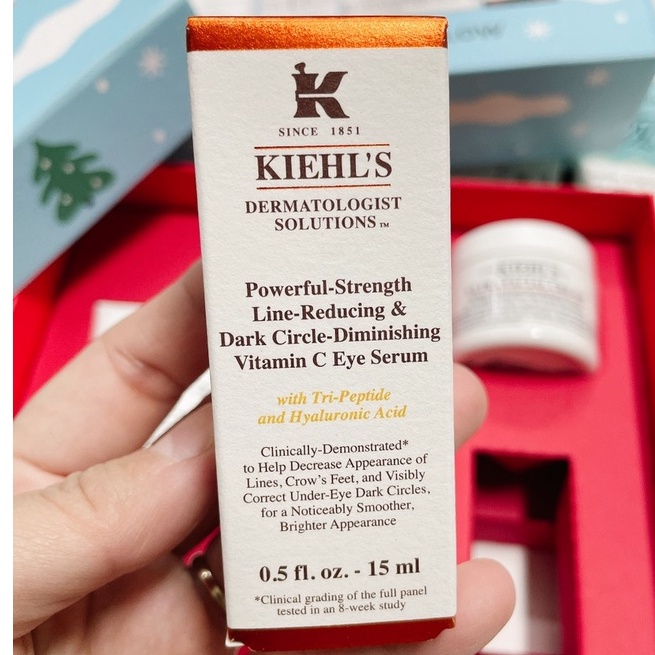 K
SINCE 1851
KIEHL'S
DERMATOLOGIST
SOLUTIONS™
Powerful-Strength
Line-Reducing &
Dark Circle-Diminishing
Vitamin C Eye Serum
with Tri-Peptide
and Hyaluronic Acid
Clinically-Demonstrated*
to Help Decrease Appearance of
Lines, Crow's Feet, and Visibly
Correct Under-Eye Dark Circles,
for a Noticeably Smoother,
Brighter Appearance
0.5 fl. oz. - 15 ml
*Clinical grading of the full panel
tested in an 8-week study
KIEHL'S